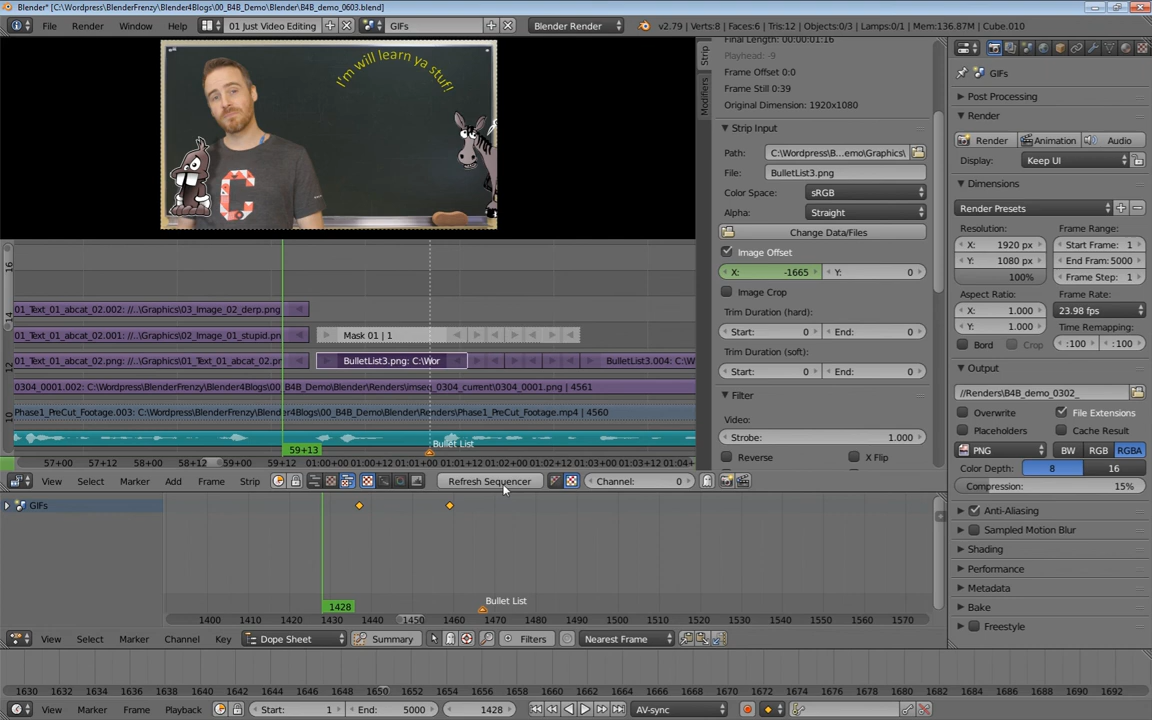 Blender* [C:\Wordpress\BlenderFrenzy\Blender4Blogs\00_B4B_Demo\Blender\B4B_demo_0603.blend]
File Render Window Help 01 Just Video Editing GIFs Blender Render v2.79 | Verts:8 | Faces:6 | Tris:12 | Objects:0/3 | Lamps:0/1 | Mem:136.87M | Cube.010
I'm will learn ya stuf!
C
Strip
Modifiers
Final Length: 00:00:01:16
Playhead: -9
Frame Offset 0:0
Frame Still 0:39
Original Dimension: 1920x1080
Strip Input
Path: C:\Wordpress\B...emo\Graphics\
File: BulletList3.png
Color Space: sRGB
Alpha: Straight
Change Data/Files
Image Offset
X: -1665 Y: 0
Image Crop
Trim Duration (hard):
Start: 0 End: 0
Trim Duration (soft):
Start: 0 End: 0
Filter
Video:
Strobe: 1.000
Reverse X Flip
GIFs
Post Processing
Render
Render Animation Audio
Display: Keep UI
Dimensions
Render Presets
Resolution: Frame Range:
X: 1920 px Start Frame: 1
Y: 1080 px End Fram: 5000
100% Frame Step: 1
Aspect Ratio: Frame Rate:
X: 1.000 23.98 fps
Y: 1.000 Time Remapping:
Bord Crop :100 :100
Output
//Renders\B4B_demo_0302_
Overwrite File Extensions
Placeholders Cache Result
PNG BW RGB RGBA
Color Depth: 8 16
Compression: 15%
Anti-Aliasing
Sampled Motion Blur
Shading
Performance
Metadata
Bake
Freestyle
16
14
12
10
01_Text_01_abcat_02.002: //..\Graphics\03_Image_02_derp.png
01_Text_01_abcat_02.001: //..\Graphics\02_Image_01_stupid.pn Mask 01 | 1
01_Text_01_abcat_02.png: //..\Graphics\01_Text_01_abcat_02.pn BulletList3.png: C:\Wor BulletList3.004: C:\W
0304_0001.002: C:\Wordpress\BlenderFrenzy\Blender4Blogs\00_B4B_Demo\Blender\Renders\imseq_0304_current\0304_0001.png | 4561
Phase1_PreCut_Footage.003: C:\Wordpress\BlenderFrenzy\Blender4Blogs\00_B4B_Demo\Blender\Renders\Phase1_PreCut_Footage.mp4 | 4560
Bullet List
59+13
57+00 57+12 58+00 58+12 59+00 59+12 01:00+00 01:00+12 01:01+00 01:01+12 01:02+00 01:02+12 01:03+00 01:03+12 01:04+
View Select Marker Add Frame Strip Refresh Sequencer Channel: 0
GIFs
Bullet List
1428
1400 1410 1420 1430 1440 1450 1460 1470 1480 1490 1500 1510 1520 1530 1540 1550 1560 1570
View Select Marker Channel Key Dope Sheet Summary Filters Nearest Frame
1630 1632 1634 1636 1638 1640 1642 1644 1646 1648 1650 1652 1654 1656 1658 1660 1662 1664 1666 1668 1670 1672 1674 1676 1678 1680 1682 1684 1686 1688 1690 1692
View Marker Frame Playback Start: 1 End: 5000 1428 AV-sync